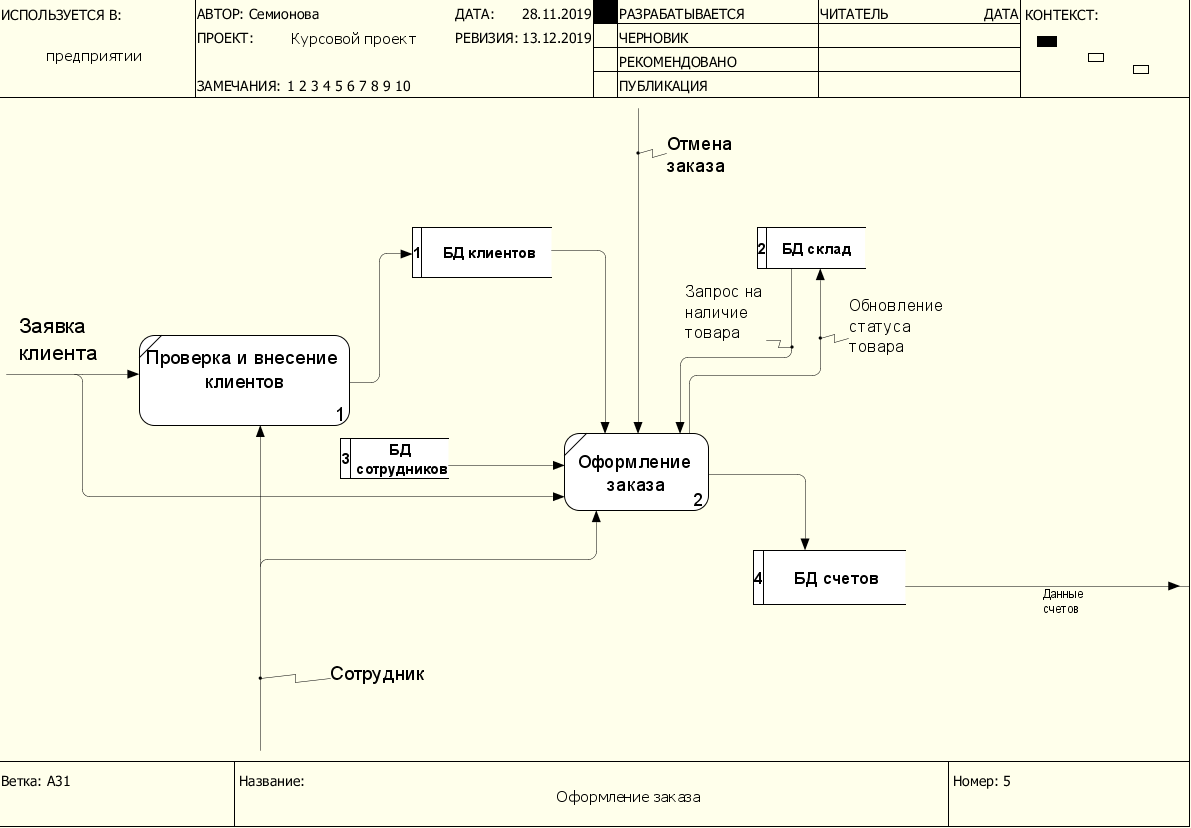 ИСПОЛЬЗУЕТСЯ В:
предприятии
АВТОР: Семионова
ДАТА: 28.11.2019
ПРОЕКТ: Курсовой проект
РЕВИЗИЯ: 13.12.2019
ЗАМЕЧАНИЯ: 1 2 3 4 5 6 7 8 9 10
РАЗРАБАТЫВАЕТСЯ
ЧЕРНОВИК
РЕКОМЕНДОВАНО
ПУБЛИКАЦИЯ
ЧИТАТЕЛЬ
ДАТА
КОНТЕКСТ:
Отмена
заказа
1 БД клиентов
2 БД склад
Запрос на
наличие
товара
Обновление
статуса
товара
Заявка
клиента
Проверка и внесение
клиентов
1
3
БД
сотрудников
Оформление
заказа
2
4 БД счетов
Данные
счетов
Сотрудник
Ветка: A31
Название:
Оформление заказа
Номер: 5